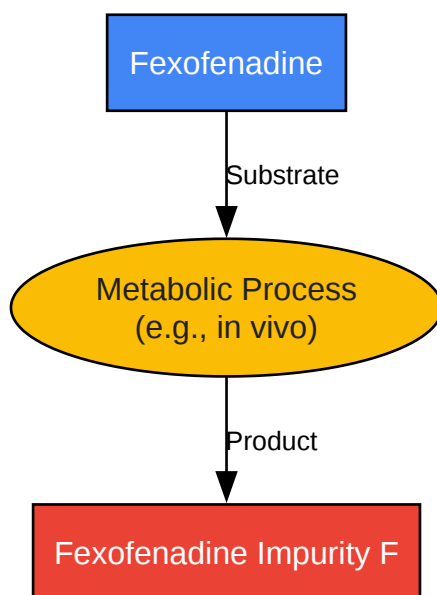 Fexofenadine
Substrate
Metabolic Process
(e.g., in vivo)
Product
Fexofenadine Impurity F